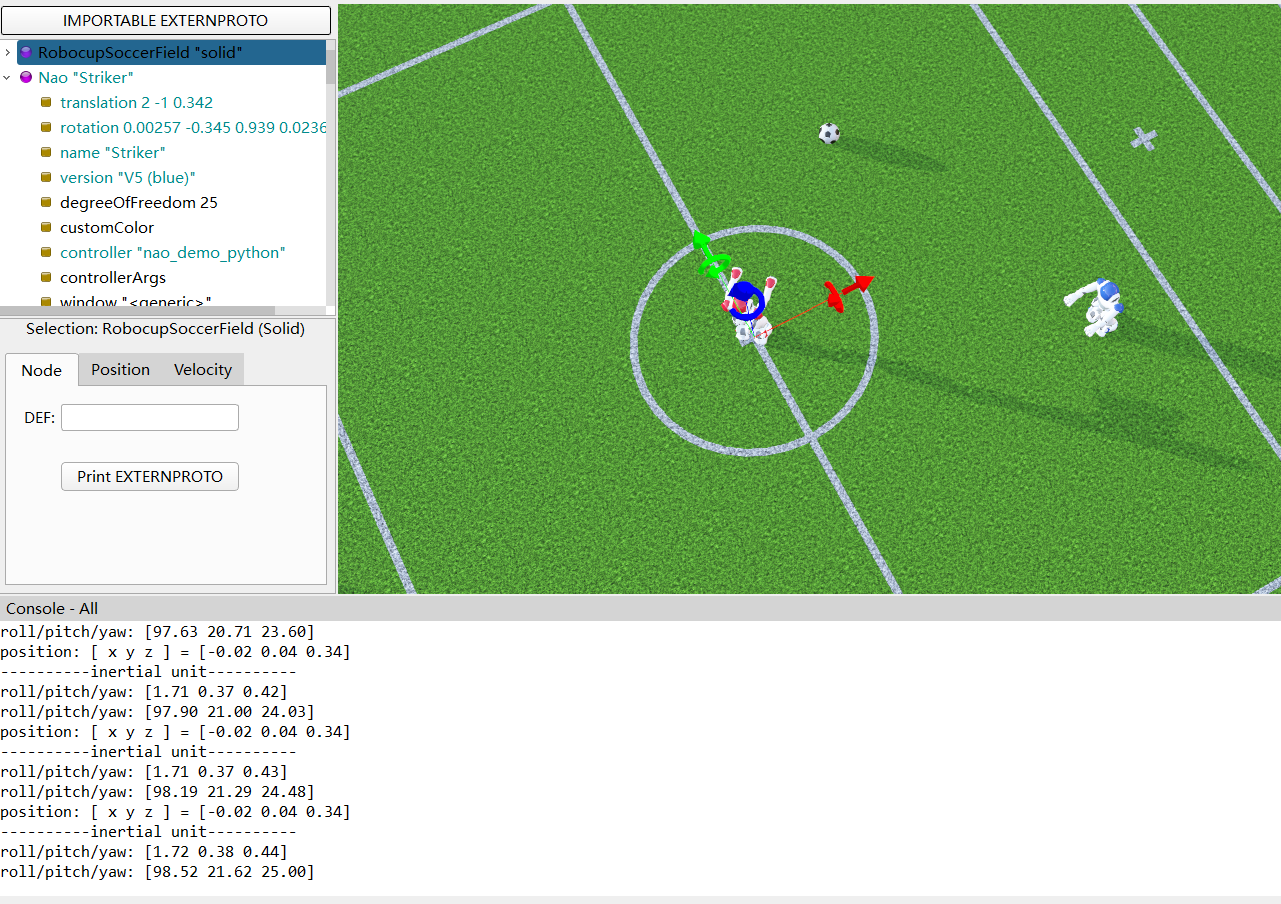 IMPORTABLE EXTERNPROTO
RobocupSoccerField "solid"
Nao "Striker"
translation 2 -1 0.342
rotation 0.00257 -0.345 0.939 0.0236
name "Striker"
version "V5 (blue)"
degreeOfFreedom 25
customColor
controller "nao_demo_python"
controllerArgs
window "<generic>"
Selection: RobocupSoccerField (Solid)
Node Position Velocity
DEF:
Print EXTERNPROTO
Console - All
roll/pitch/yaw: [97.63 20.71 23.60]
position: [ x y z ] = [-0.02 0.04 0.34]
----------inertial unit----------
roll/pitch/yaw: [1.71 0.37 0.42]
roll/pitch/yaw: [97.90 21.00 24.03]
position: [ x y z ] = [-0.02 0.04 0.34]
----------inertial unit----------
roll/pitch/yaw: [1.71 0.37 0.43]
roll/pitch/yaw: [98.19 21.29 24.48]
position: [ x y z ] = [-0.02 0.04 0.34]
----------inertial unit----------
roll/pitch/yaw: [1.72 0.38 0.44]
roll/pitch/yaw: [98.52 21.62 25.00]